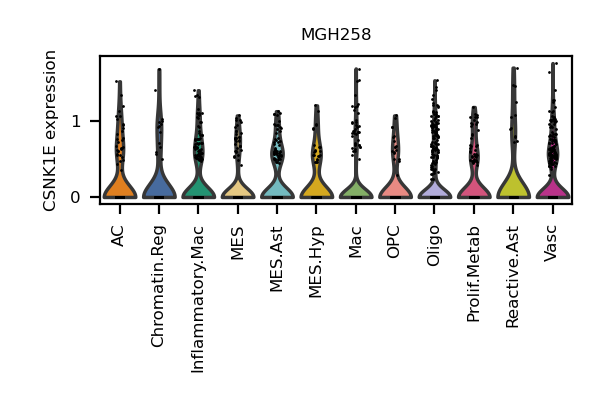 MGH258
CSNK1E expression
1
0
AC
Chromatin.Reg
Inflammatory.Mac
MES
MES.Ast
MES.Hyp
Mac
OPC
Oligo
Prolif.Metab
Reactive.Ast
Vasc